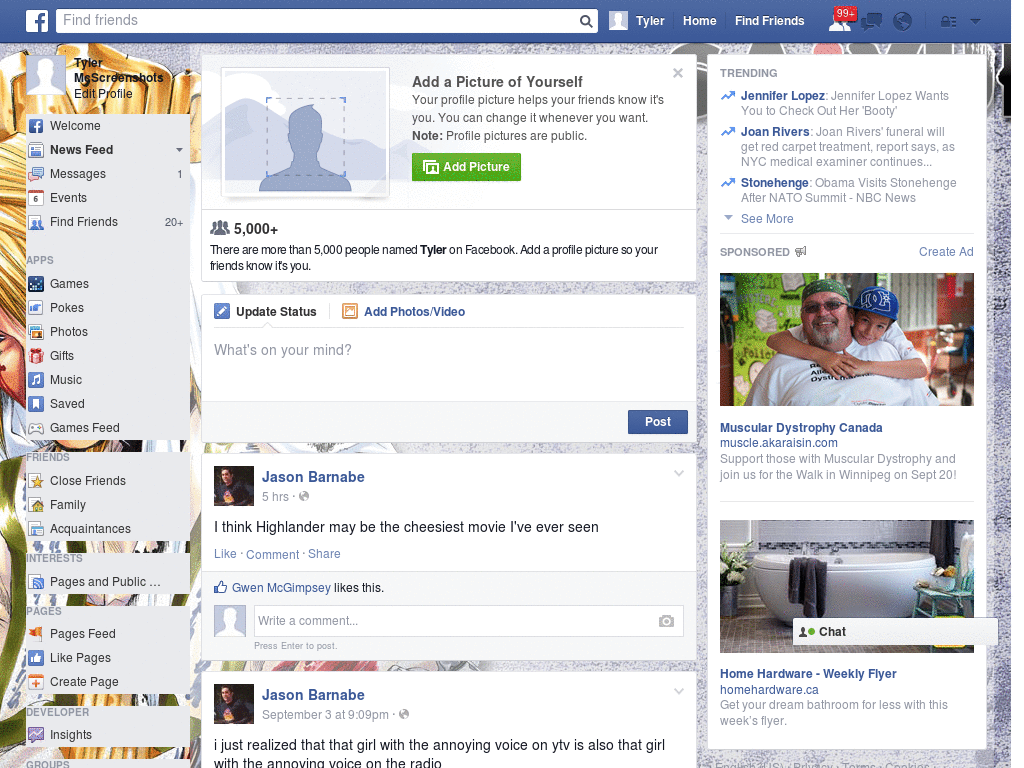 Find friends
Tyler
Home
Find Friends
99+
Tyler
McScreenshots
Edit Profile
Welcome
News Feed
Messages 1
Events
Find Friends 20+
APPS
Games
Pokes
Photos
Gifts
Music
Saved
Games Feed
FRIENDS
Close Friends
Family
Acquaintances
INTERESTS
Pages and Public ...
PAGES
Pages Feed
Like Pages
Create Page
DEVELOPER
Insights
GROUPS
Add a Picture of Yourself
Your profile picture helps your friends know it's
you. You can change it whenever you want.
Note: Profile pictures are public.
Add Picture
5,000+
There are more than 5,000 people named Tyler on Facebook. Add a profile picture so your
friends know it's you.
Update Status
Add Photos/Video
What's on your mind?
Post
Jason Barnabe
5 hrs ·
I think Highlander may be the cheesiest movie I've ever seen
Like · Comment · Share
Gwen McGimpsey likes this.
Write a comment...
Press Enter to post.
Jason Barnabe
September 3 at 9:09pm ·
i just realized that that girl with the annoying voice on ytv is also that girl
with the annoying voice on the radio
TRENDING
Jennifer Lopez: Jennifer Lopez Wants
You to Check Out Her 'Booty'
Joan Rivers: Joan Rivers' funeral will
get red carpet treatment, report says, as
NYC medical examiner continues...
Stonehenge: Obama Visits Stonehenge
After NATO Summit - NBC News
See More
SPONSORED
Create Ad
Muscular Dystrophy Canada
muscle.akaraisin.com
Support those with Muscular Dystrophy and
join us for the Walk in Winnipeg on Sept 20!
Chat
Home Hardware - Weekly Flyer
homehardware.ca
Get your dream bathroom for less with this
week's flyer.
English (US) · Privacy · Terms · Cookies